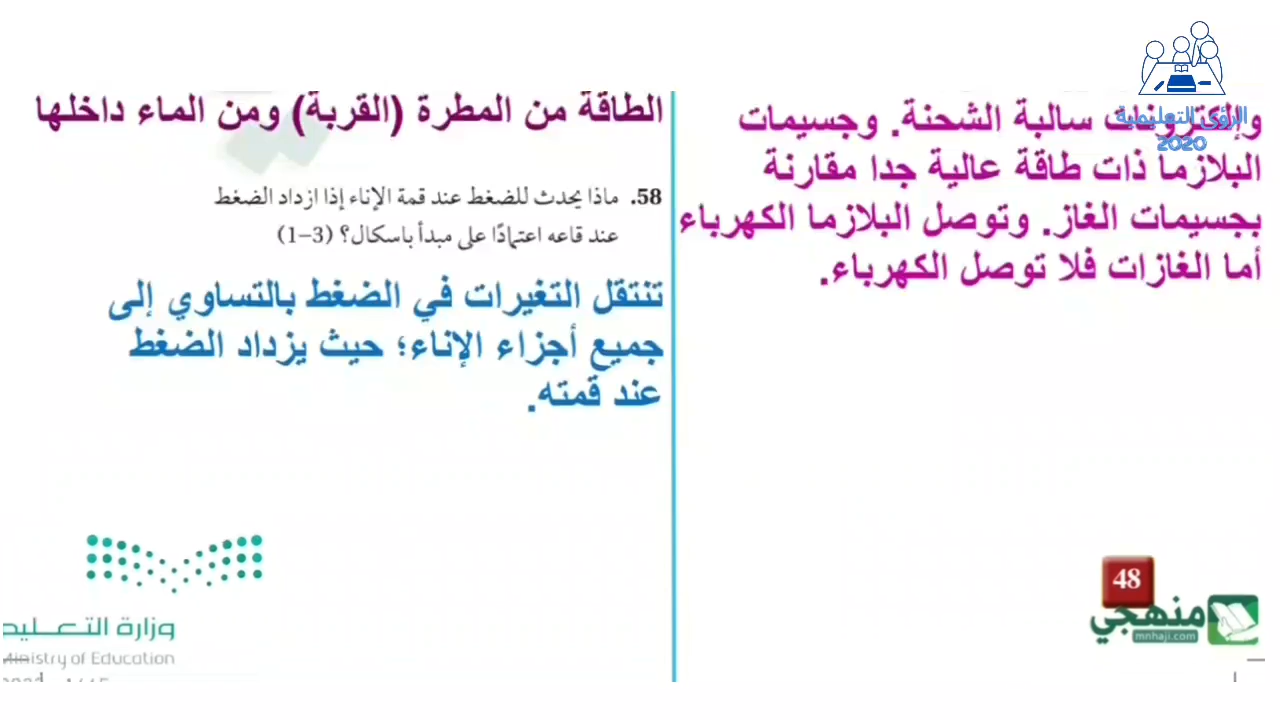 وإلكترونات سالبة الشحنة. وجسيمات
البلازما ذات طاقة عالية جدا مقارنة
بجسيمات الغاز. وتوصل البلازما الكهرباء
أما الغازات فلا توصل الكهرباء.
الرؤى التعليمية
2020
48
منهجي
mnhaji.com
الطاقة من المطرة (القربة) ومن الماء داخلها
58. ماذا يحدث للضغط عند قمة الإناء إذا ازداد الضغط
عند قاعه اعتمادًا على مبدأ باسكال؟ (3-1)
تنتقل التغيرات في الضغط بالتساوي إلى
جميع أجزاء الإناء؛ حيث يزداد الضغط
عند قمته.
وزارة التعليم
Ministry of Education